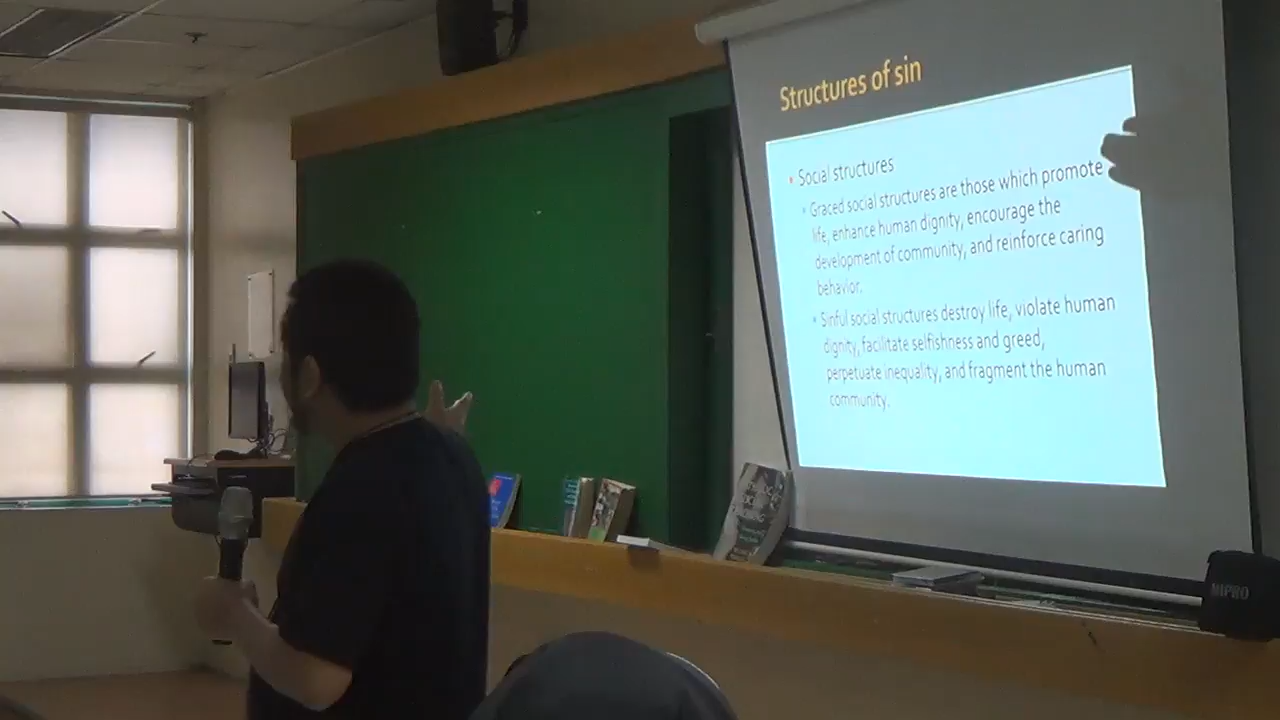 Structures of sin
Social structures
Graced social structures are those which promote
life, enhance human dignity, encourage the
development of community, and reinforce caring
behavior.
Sinful social structures destroy life, violate human
dignity, facilitate selfishness and greed,
perpetuate inequality, and fragment the human
community.
MIPRO